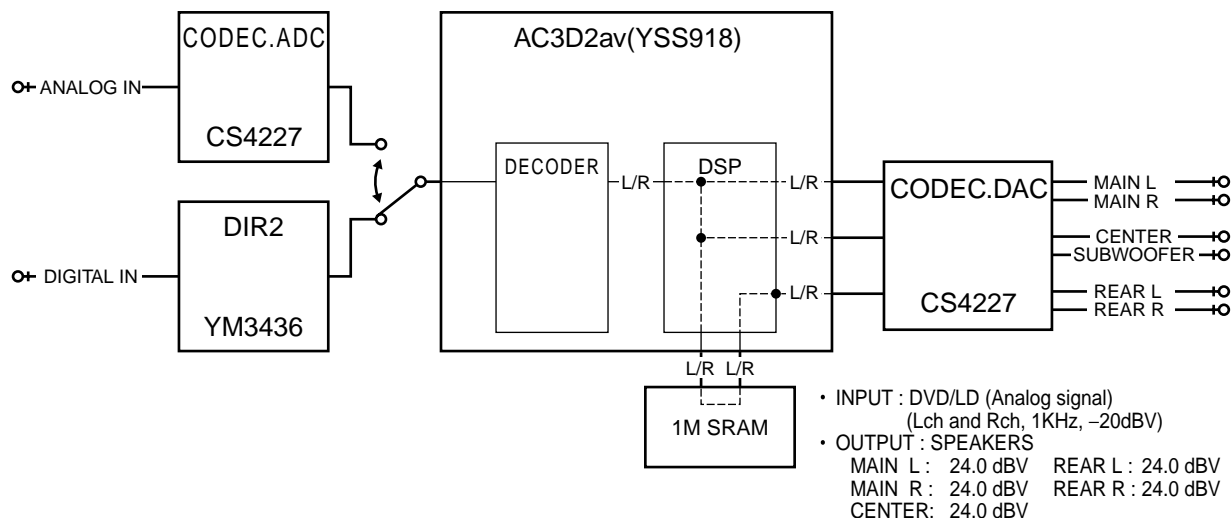 CODEC.ADC
CS4227
ANALOG IN
DIR2
YM3436
DIGITAL IN
AC3D2av(YSS918)
DECODER
L/R
DSP
L/R
L/R
L/R
L/R L/R
1M SRAM
CODEC.DAC
CS4227
MAIN L
MAIN R
CENTER
SUBWOOFER
REAR L
REAR R
• INPUT : DVD/LD (Analog signal)
(Lch and Rch, 1KHz, –20dBV)
• OUTPUT : SPEAKERS
MAIN L : 24.0 dBV REAR L : 24.0 dBV
MAIN R : 24.0 dBV REAR R : 24.0 dBV
CENTER: 24.0 dBV